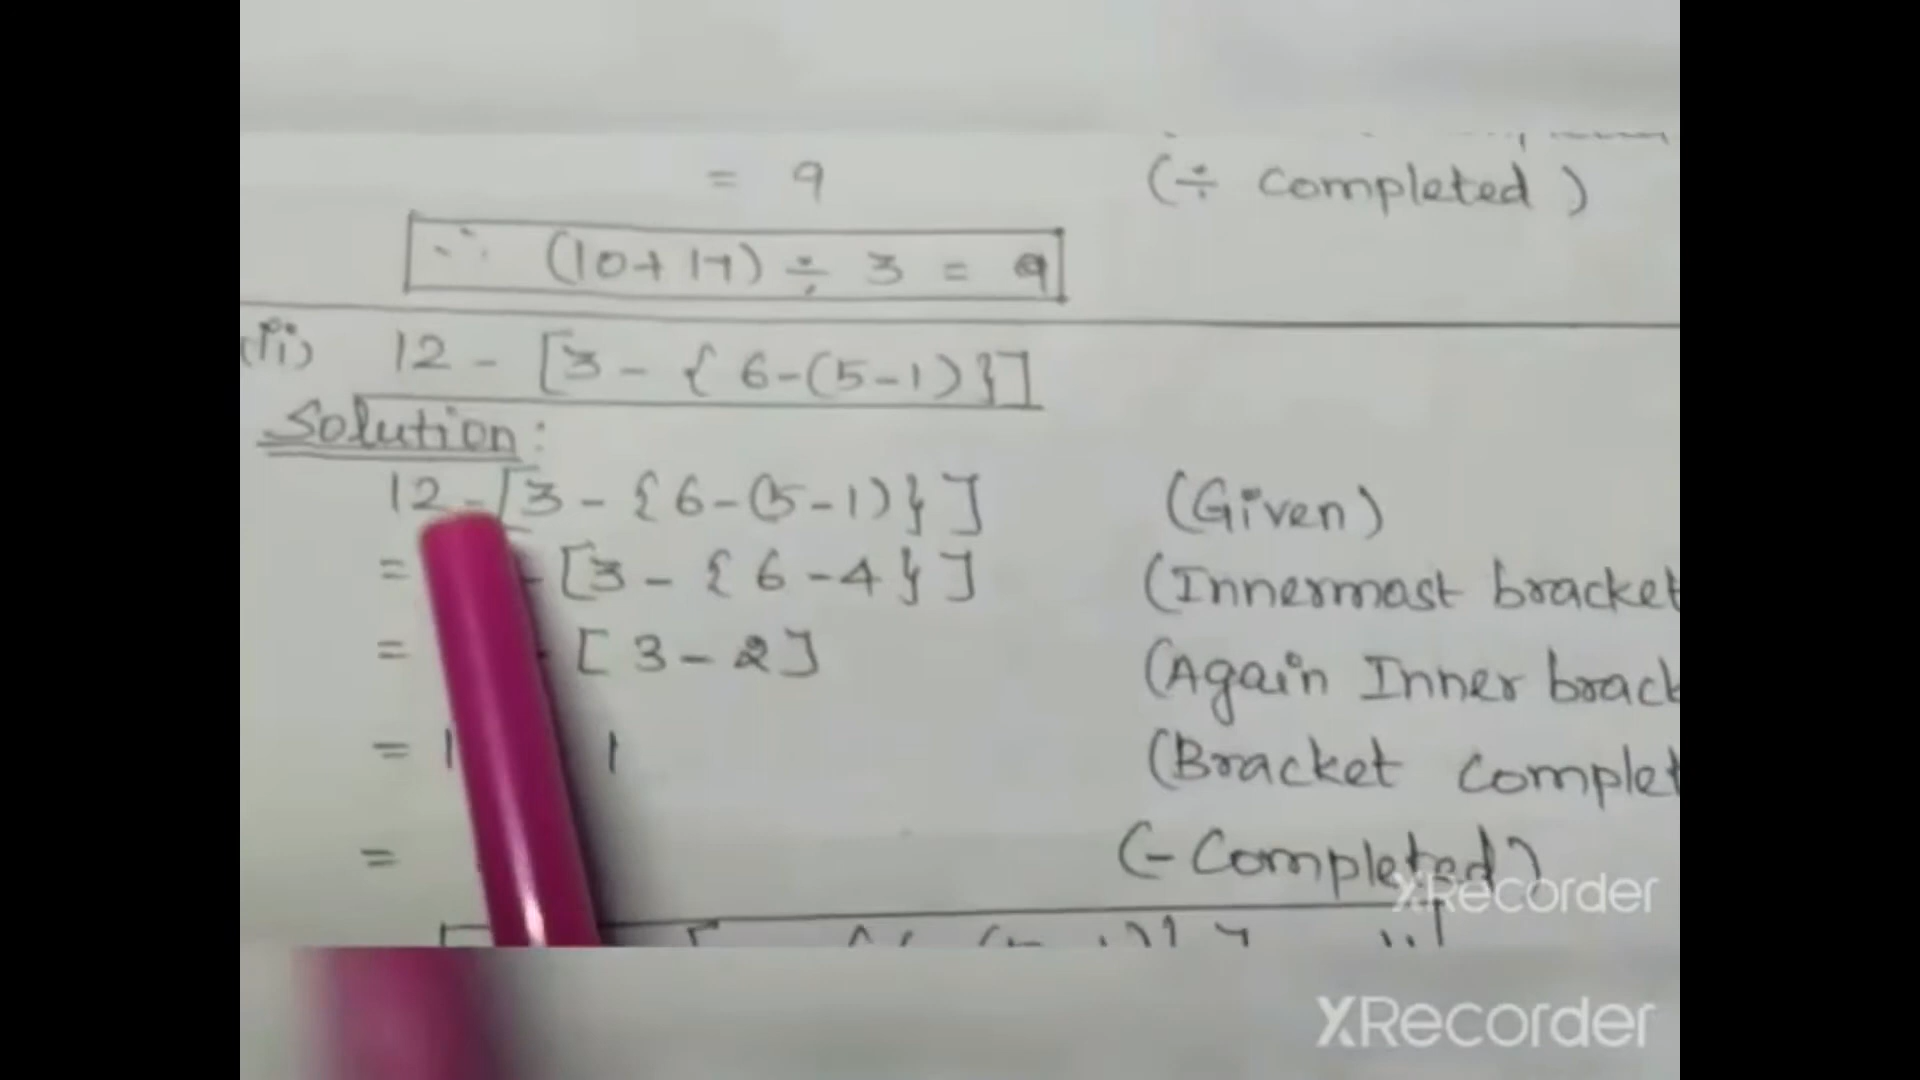 = 9 (÷ completed)
∴ (10+17) ÷ 3 = 9
(ii) 12 - [3 - { 6-(5-1)}]
Solution:
12 - [3 - {6-(5-1)}] (Given)
= - [3 - {6-4}] (Innermost bracket
= - [3-2] (Again Inner brack
= 1 1 (Bracket complet
= (- Completed)
XRecorder
XRecorder